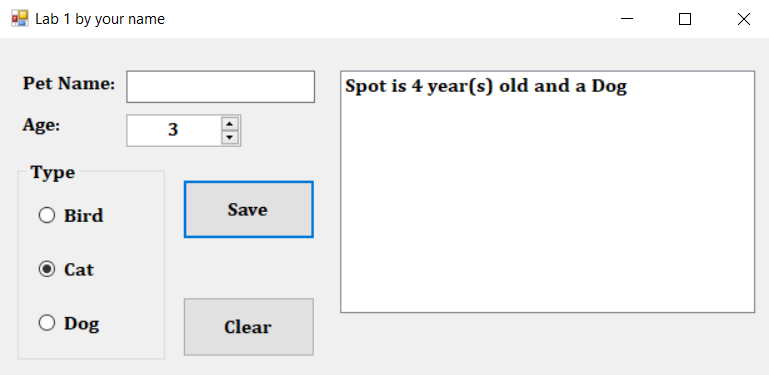 Lab 1 by your name
Pet Name:
Age:
3
Type
Bird
Cat
Dog
Save
Clear
Spot is 4 year(s) old and a Dog